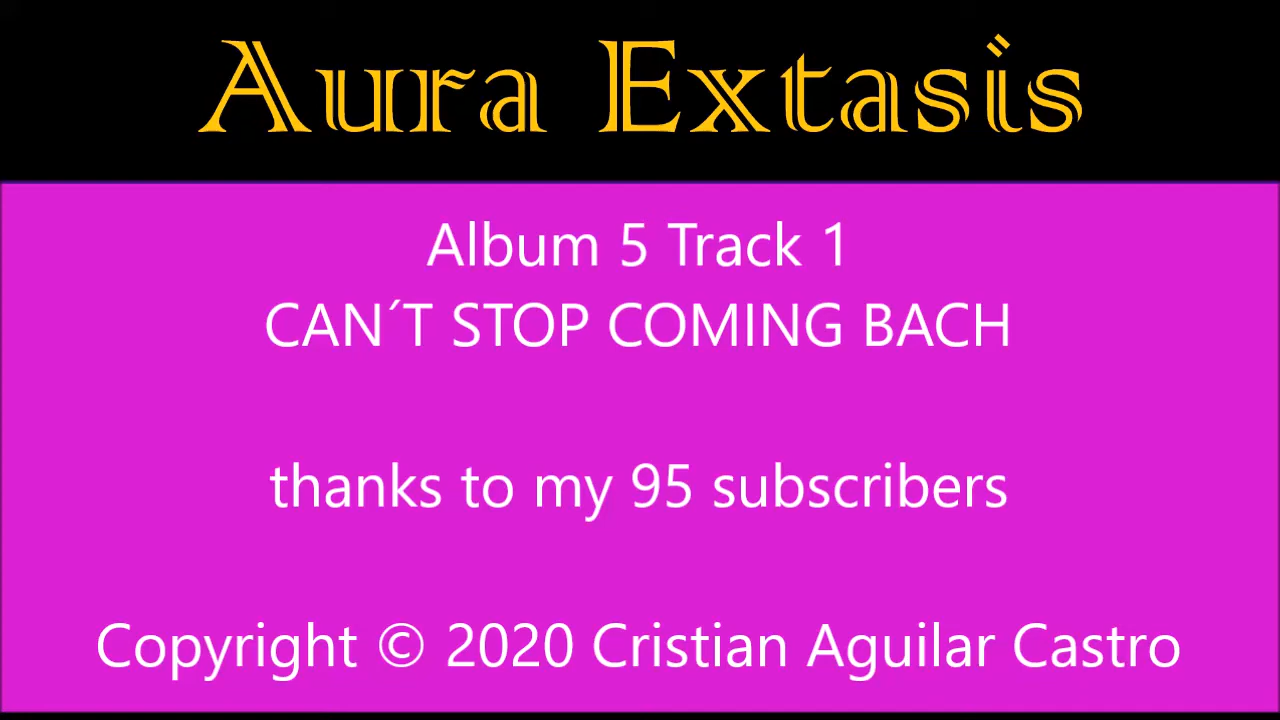 Aura Extasis
Album 5 Track 1
CAN´T STOP COMING BACH
thanks to my 95 subscribers
Copyright © 2020 Cristian Aguilar Castro